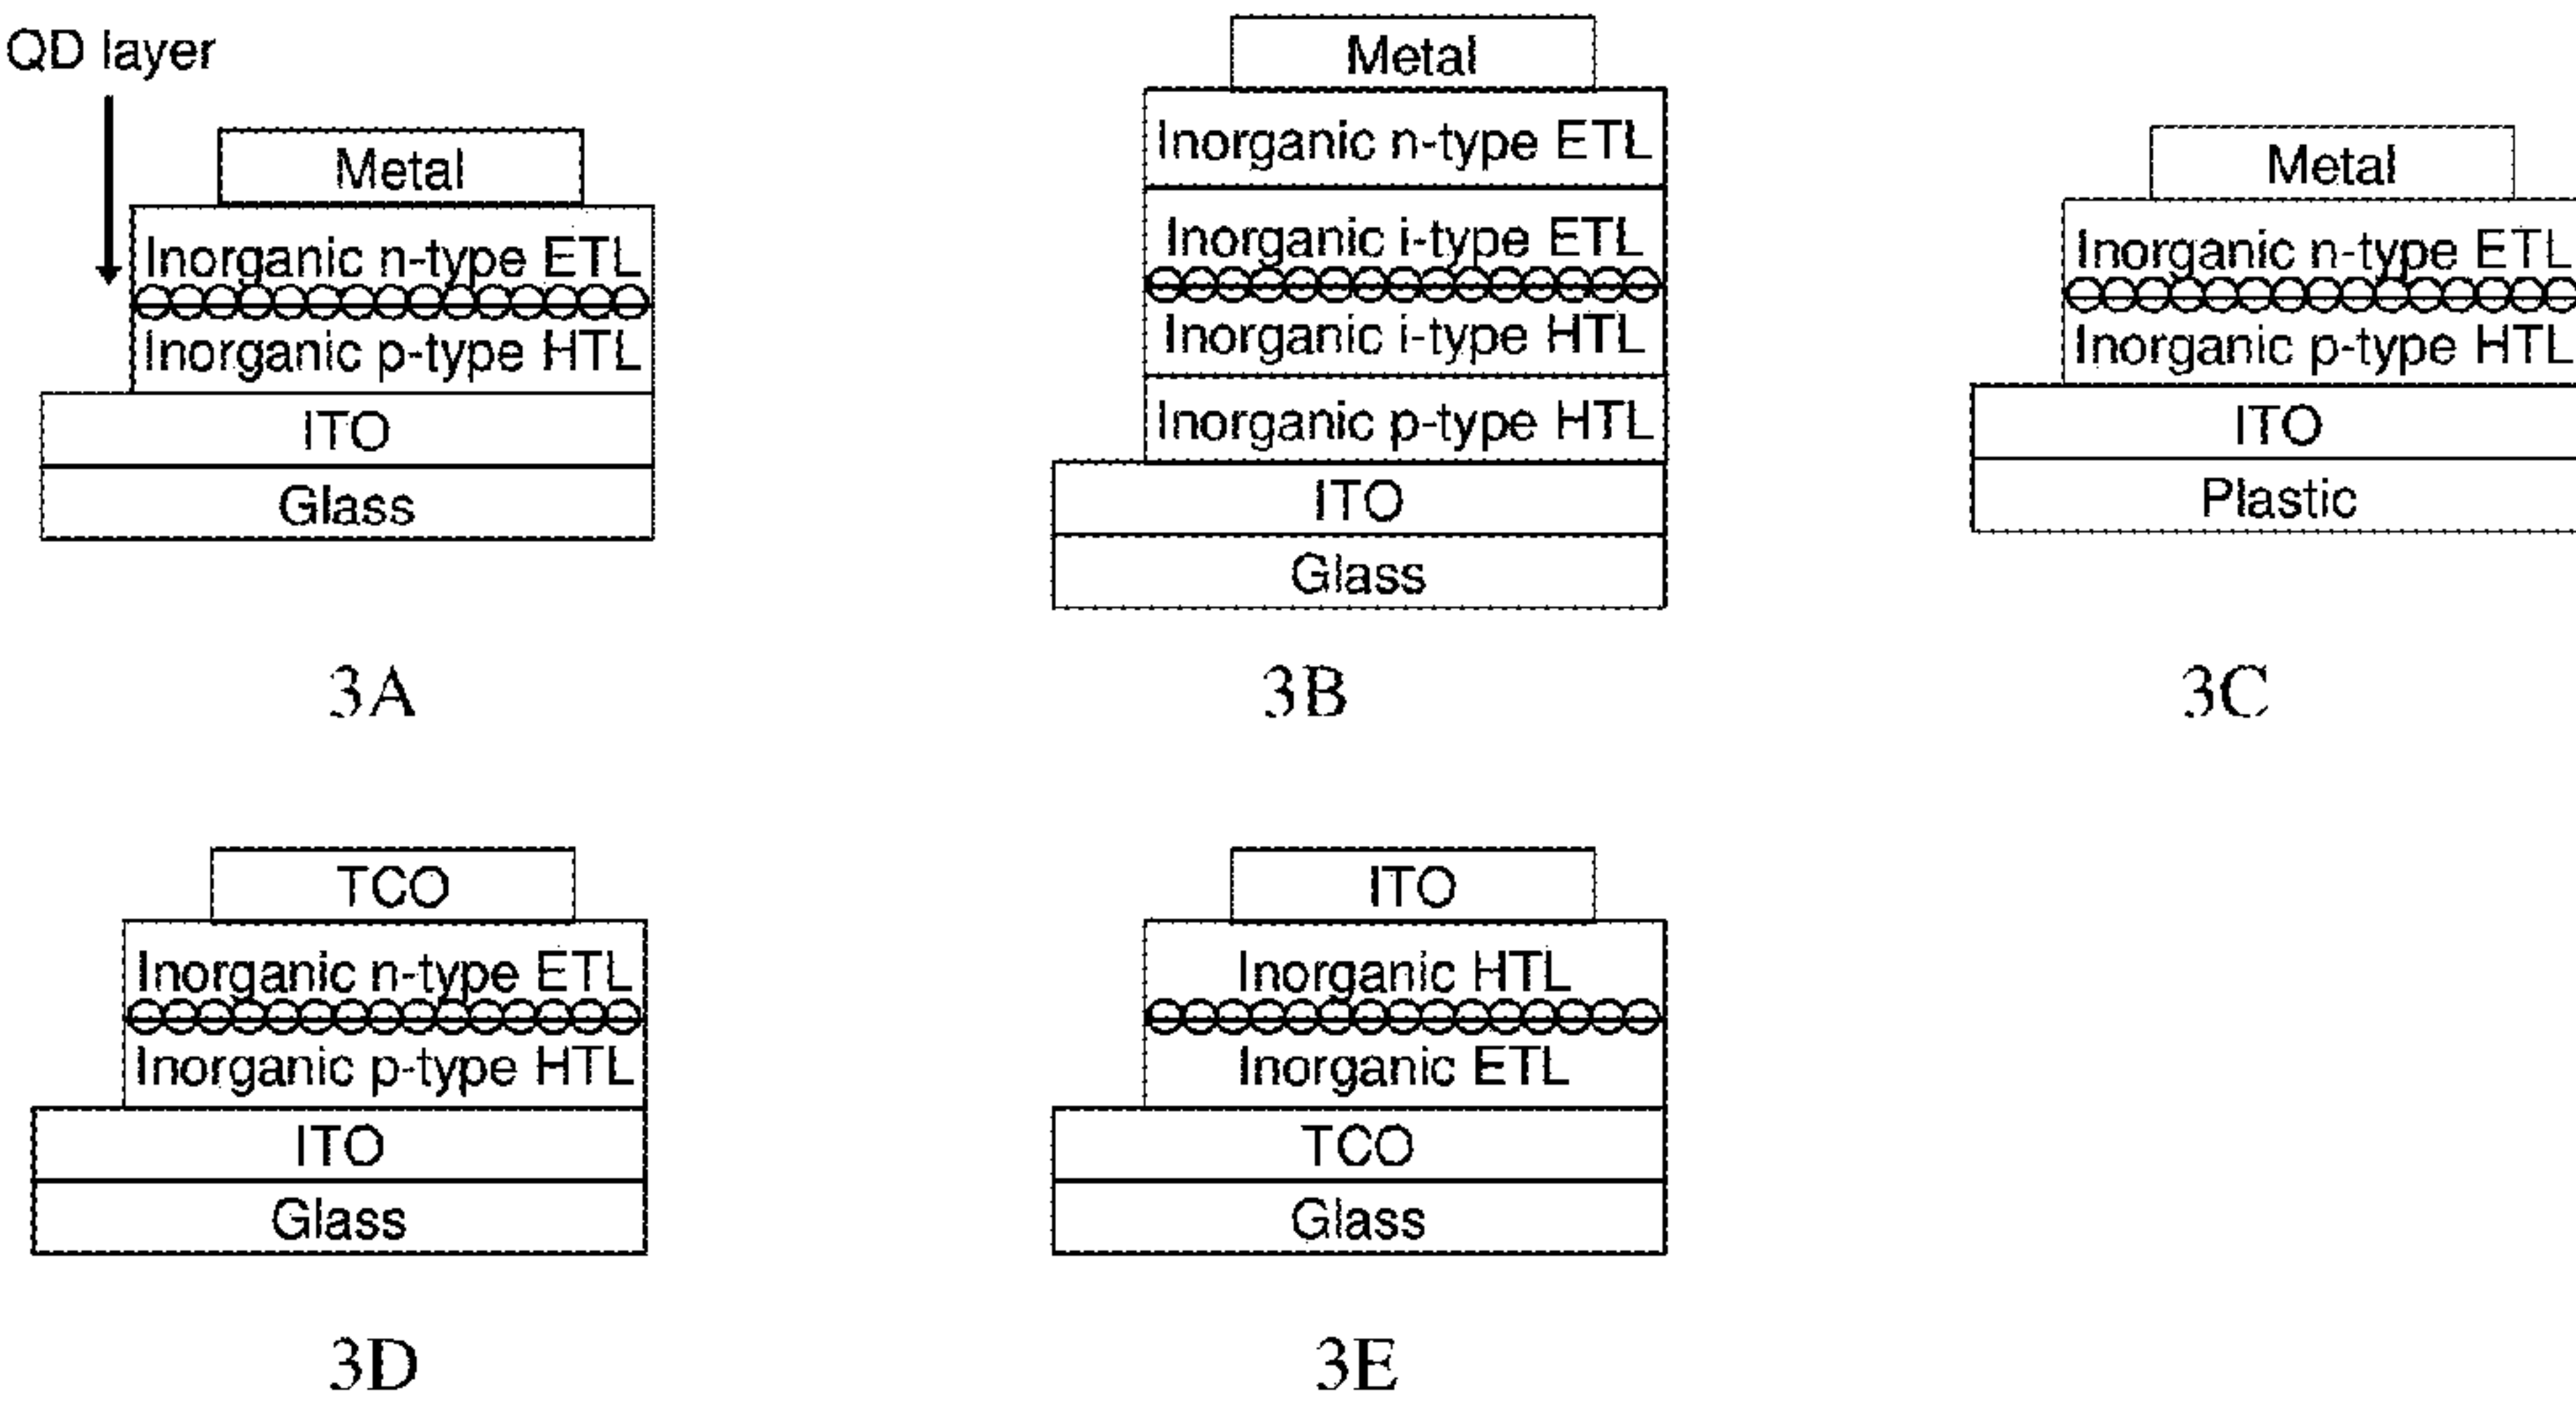 QD layer
Metal
Inorganic n-type ETL
Inorganic p-type HTL
ITO
Glass
3A
Metal
Inorganic n-type ETL
Inorganic i-type ETL
Inorganic i-type HTL
Inorganic p-type HTL
ITO
Glass
3B
Metal
Inorganic n-type ETL
Inorganic p-type HTL
ITO
Plastic
3C
TCO
Inorganic n-type ETL
Inorganic p-type HTL
ITO
Glass
3D
ITO
Inorganic HTL
Inorganic ETL
TCO
Glass
3E